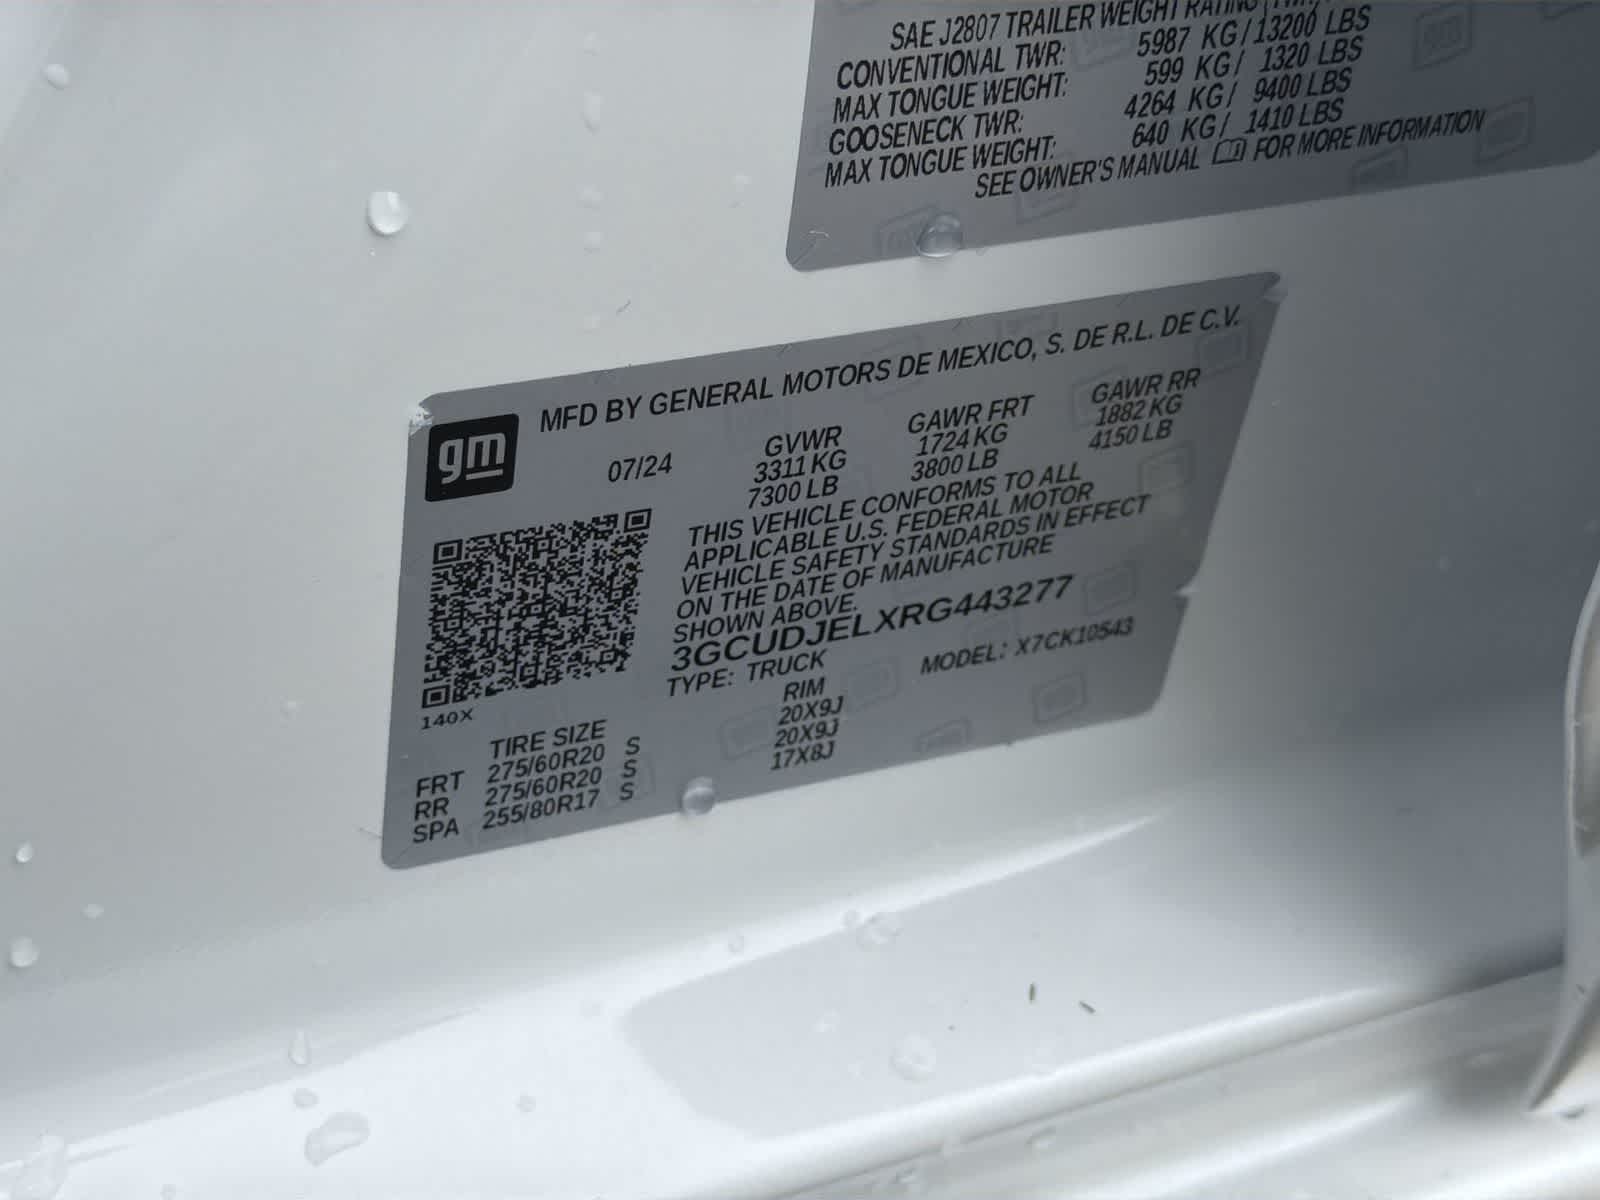 SAE J2807 TRAILER WEIGHT RATING (TWR)
CONVENTIONAL TWR: 5987 KG/13200 LBS
MAX TONGUE WEIGHT: 599 KG/ 1320 LBS
GOOSENECK TWR: 4264 KG/ 9400 LBS
MAX TONGUE WEIGHT: 640 KG/ 1410 LBS
SEE OWNER'S MANUAL FOR MORE INFORMATION
gm
MFD BY GENERAL MOTORS DE MEXICO, S. DE R.L. DE C.V.
07/24 GVWR GAWR FRT GAWR RR
3311 KG 1724 KG 1882 KG
7300 LB 3800 LB 4150 LB
THIS VEHICLE CONFORMS TO ALL
APPLICABLE U.S. FEDERAL MOTOR
VEHICLE SAFETY STANDARDS IN EFFECT
ON THE DATE OF MANUFACTURE
SHOWN ABOVE.
3GCUDJELXRG443277
TYPE: TRUCK MODEL: X7CK10543
140X
TIRE SIZE RIM
FRT 275/60R20 S 20X9J
RR 275/60R20 S 20X9J
SPA 255/80R17 S 17X8J